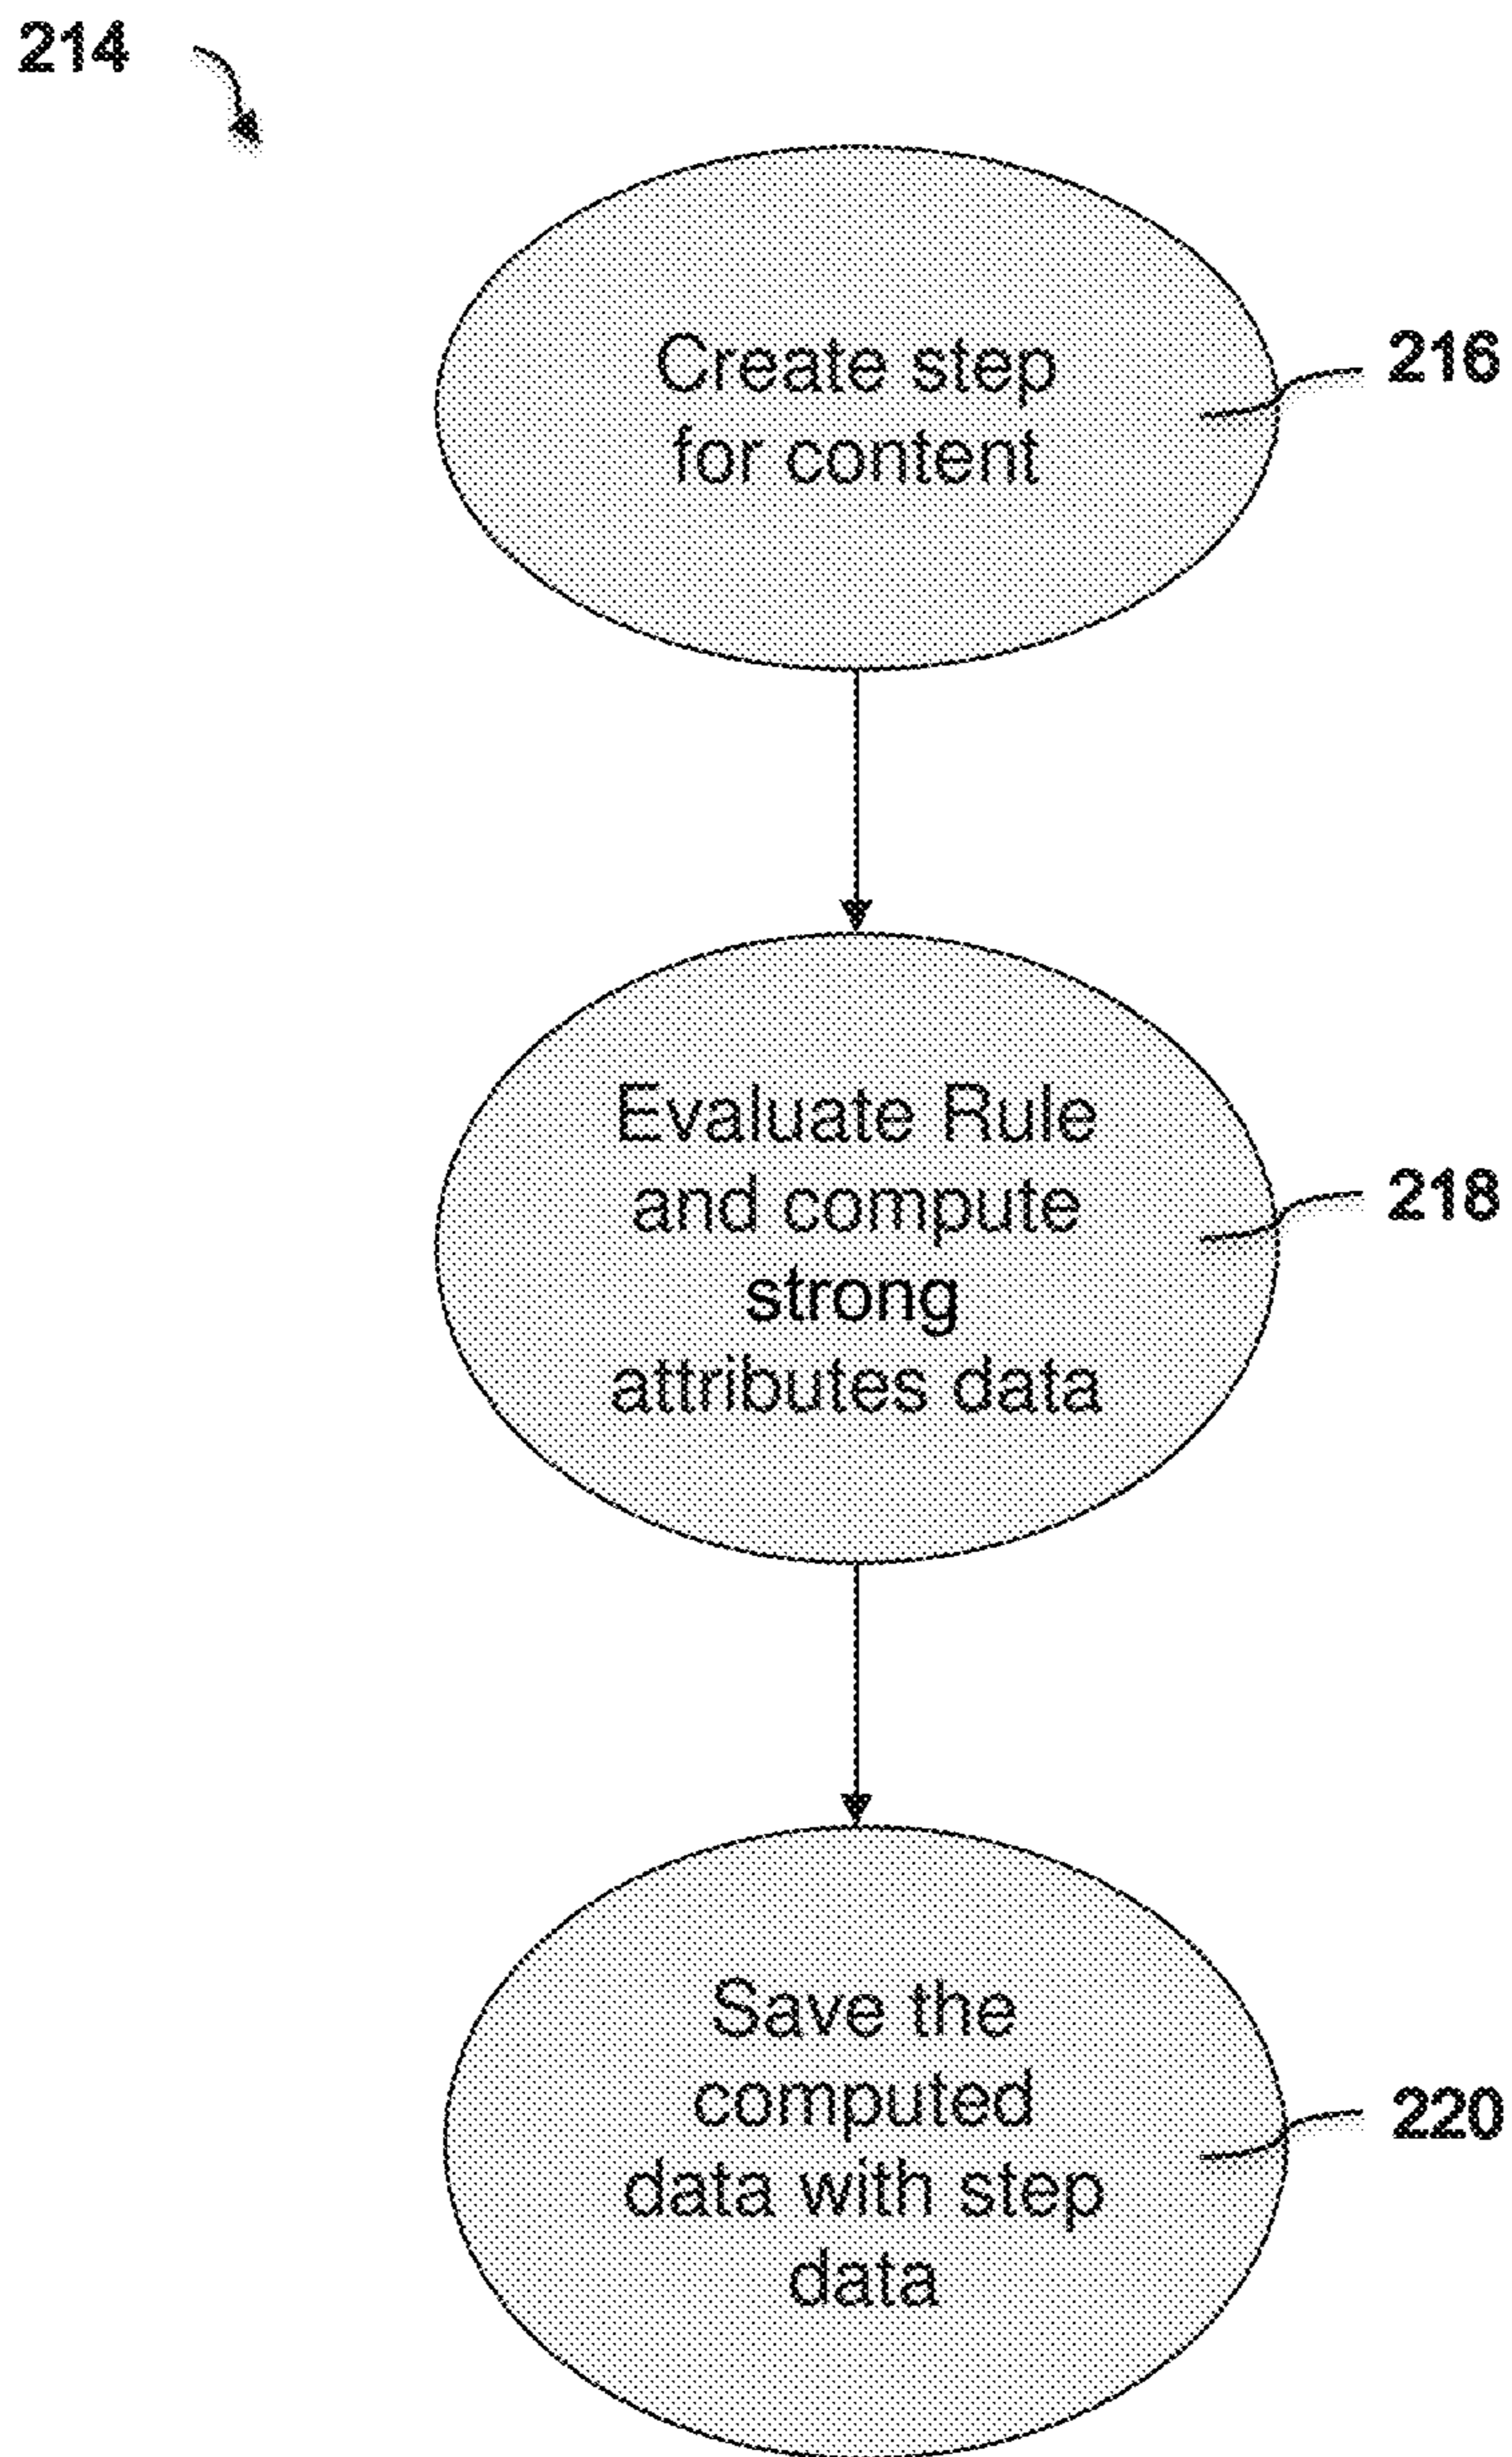 214
Create step
for content
216
Evaluate Rule
and compute
strong
attributes data
218
Save the
computed
data with step
data
220